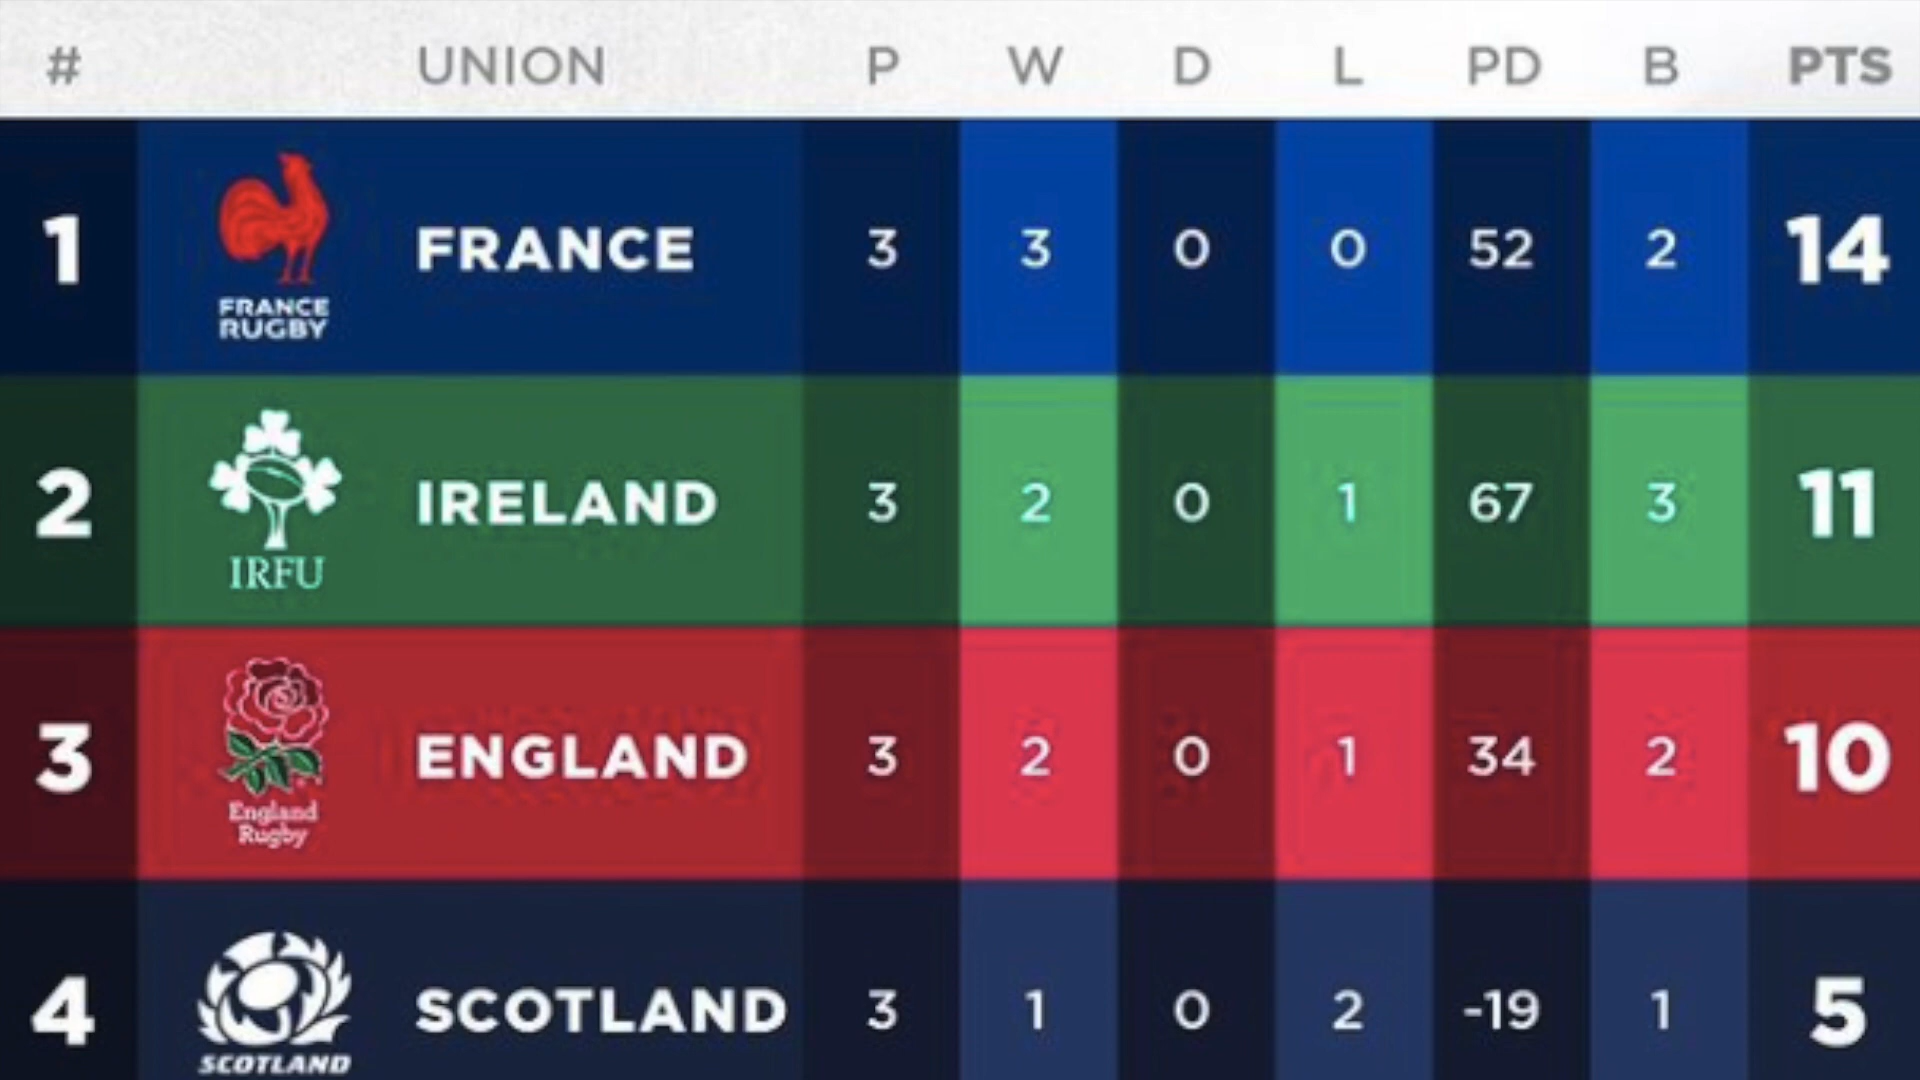 # UNION P W D L PD B PTS
1 FRANCE RUGBY FRANCE 3 3 0 0 52 2 14
2 IRFU IRELAND 3 2 0 1 67 3 11
3 England Rugby ENGLAND 3 2 0 1 34 2 10
4 SCOTLAND SCOTLAND 3 1 0 2 -19 1 5